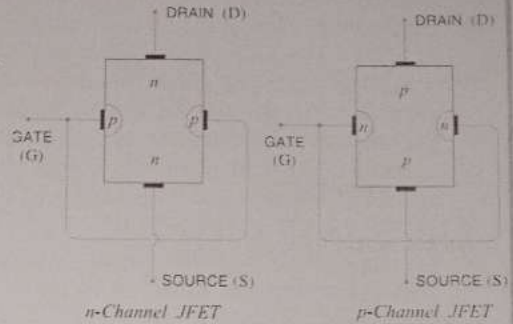 DRAIN (D)
n
p
p
GATE
(G)
n
SOURCE (S)
n-Channel JFET
DRAIN (D)
p
n
n
GATE
(G)
p
SOURCE (S)
p-Channel JFET